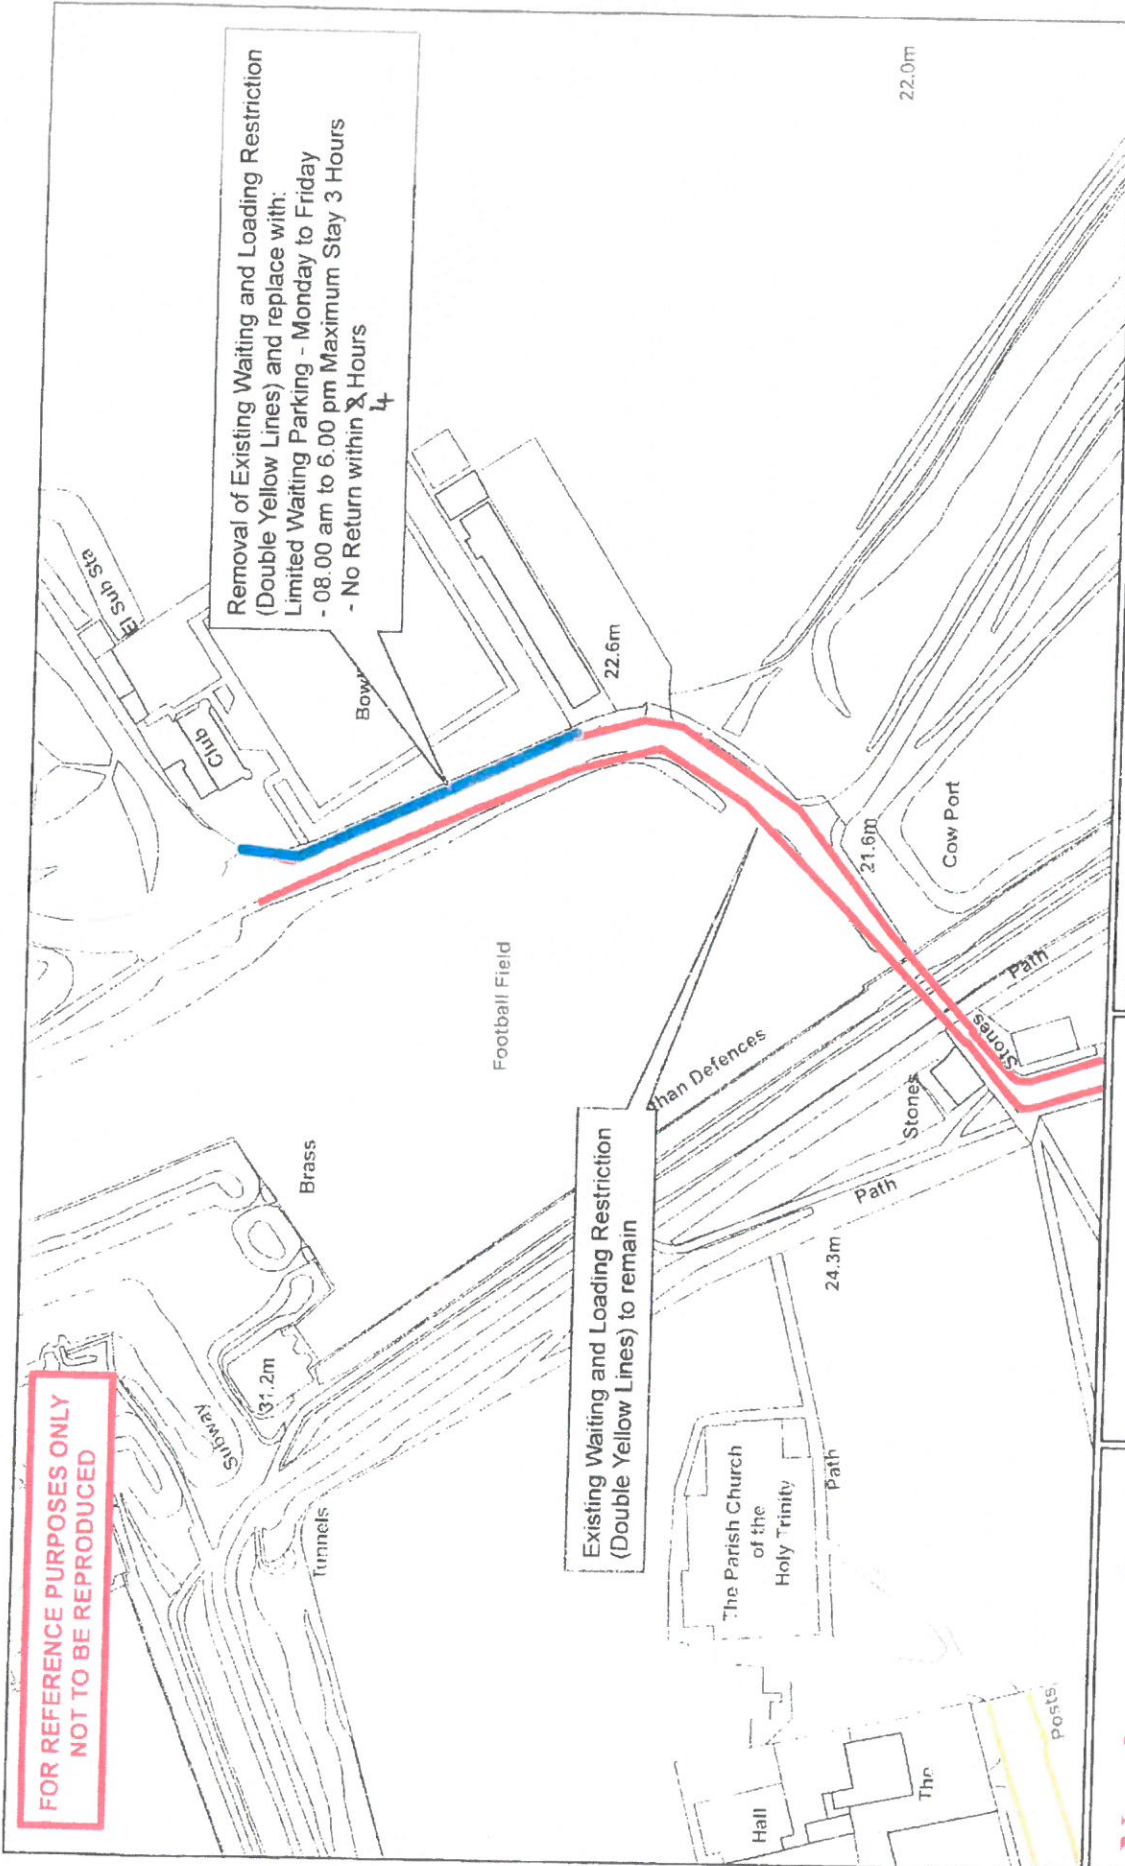 FOR REFERENCE PURPOSES ONLY
NOT TO BE REPRODUCED
Removal of Existing Waiting and Loading Restriction
(Double Yellow Lines) and replace with:
Limited Waiting Parking - Monday to Friday
- 08.00 am to 6.00 pm Maximum Stay 3 Hours
- No Return within Hours
4
El Sub Sta
Club
Bowl
22.6m
22.0m
Subway
31.2m
Brass
Tunnels
Football Field
Existing Waiting and Loading Restriction
(Double Yellow Lines) to remain
than Defences
21.6m
Cow Port
Path
Stones
Stones
Path
24.3m
The Parish Church
of the
Holy Trinity
Path
Hall
The
Posts